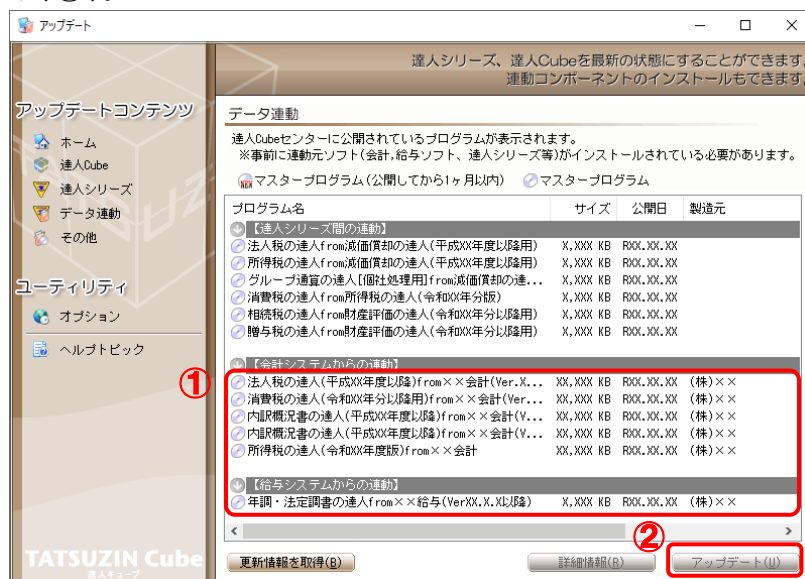 アップデート
達人シリーズ、達人Cubeを最新の状態にすることができます。
連動コンポーネントのインストールもできます。
アップデートコンテンツ
ホーム
達人Cube
達人シリーズ
データ連動
その他
ユーティリティ
オプション
ヘルプトピック
TATSUZIN Cube
達人キューブ
データ連動
達人Cubeセンターに公開されているプログラムが表示されます。
※事前に連動元ソフト(会計,給与ソフト、達人シリーズ等)がインストールされている必要があります。
マスタープログラム(公開してから1ヶ月以内) マスタープログラム
プログラム名 サイズ 公開日 製造元
【達人シリーズ間の連動】
法人税の達人from減価償却の達人(平成XX年度以降用) X,XXX KB RXX.XX.XX
所得税の達人from減価償却の達人(平成XX年度以降用) X,XXX KB RXX.XX.XX
グループ通算の達人[個社処理用]from減価償却の達... X,XXX KB RXX.XX.XX
消費税の達人from所得税の達人(令和XX年分版) X,XXX KB RXX.XX.XX
相続税の達人from財産評価の達人(令和XX年分以降用) X,XXX KB RXX.XX.XX
贈与税の達人from財産評価の達人(令和XX年分以降用) X,XXX KB RXX.XX.XX
【会計システムからの連動】
①
法人税の達人(平成XX年度以降)from××会計(Ver.X... XX,XXX KB RXX.XX.XX (株)××
消費税の達人(令和XX年分以降用)from××会計(Ver... XX,XXX KB RXX.XX.XX (株)××
内訳概況書の達人(平成XX年度以降)from××会計(V... XX,XXX KB RXX.XX.XX (株)××
内訳概況書の達人(平成XX年度以降)from××会計(V... XX,XXX KB RXX.XX.XX (株)××
所得税の達人(令和XX年度版)from××会計 XX,XXX KB RXX.XX.XX (株)××
【給与システムからの連動】
年調・法定調書の達人from××給与(VerXX.X.X以降) X,XXX KB RXX.XX.XX (株)××
②
更新情報を取得(B) 詳細情報(R) アップデート(U)